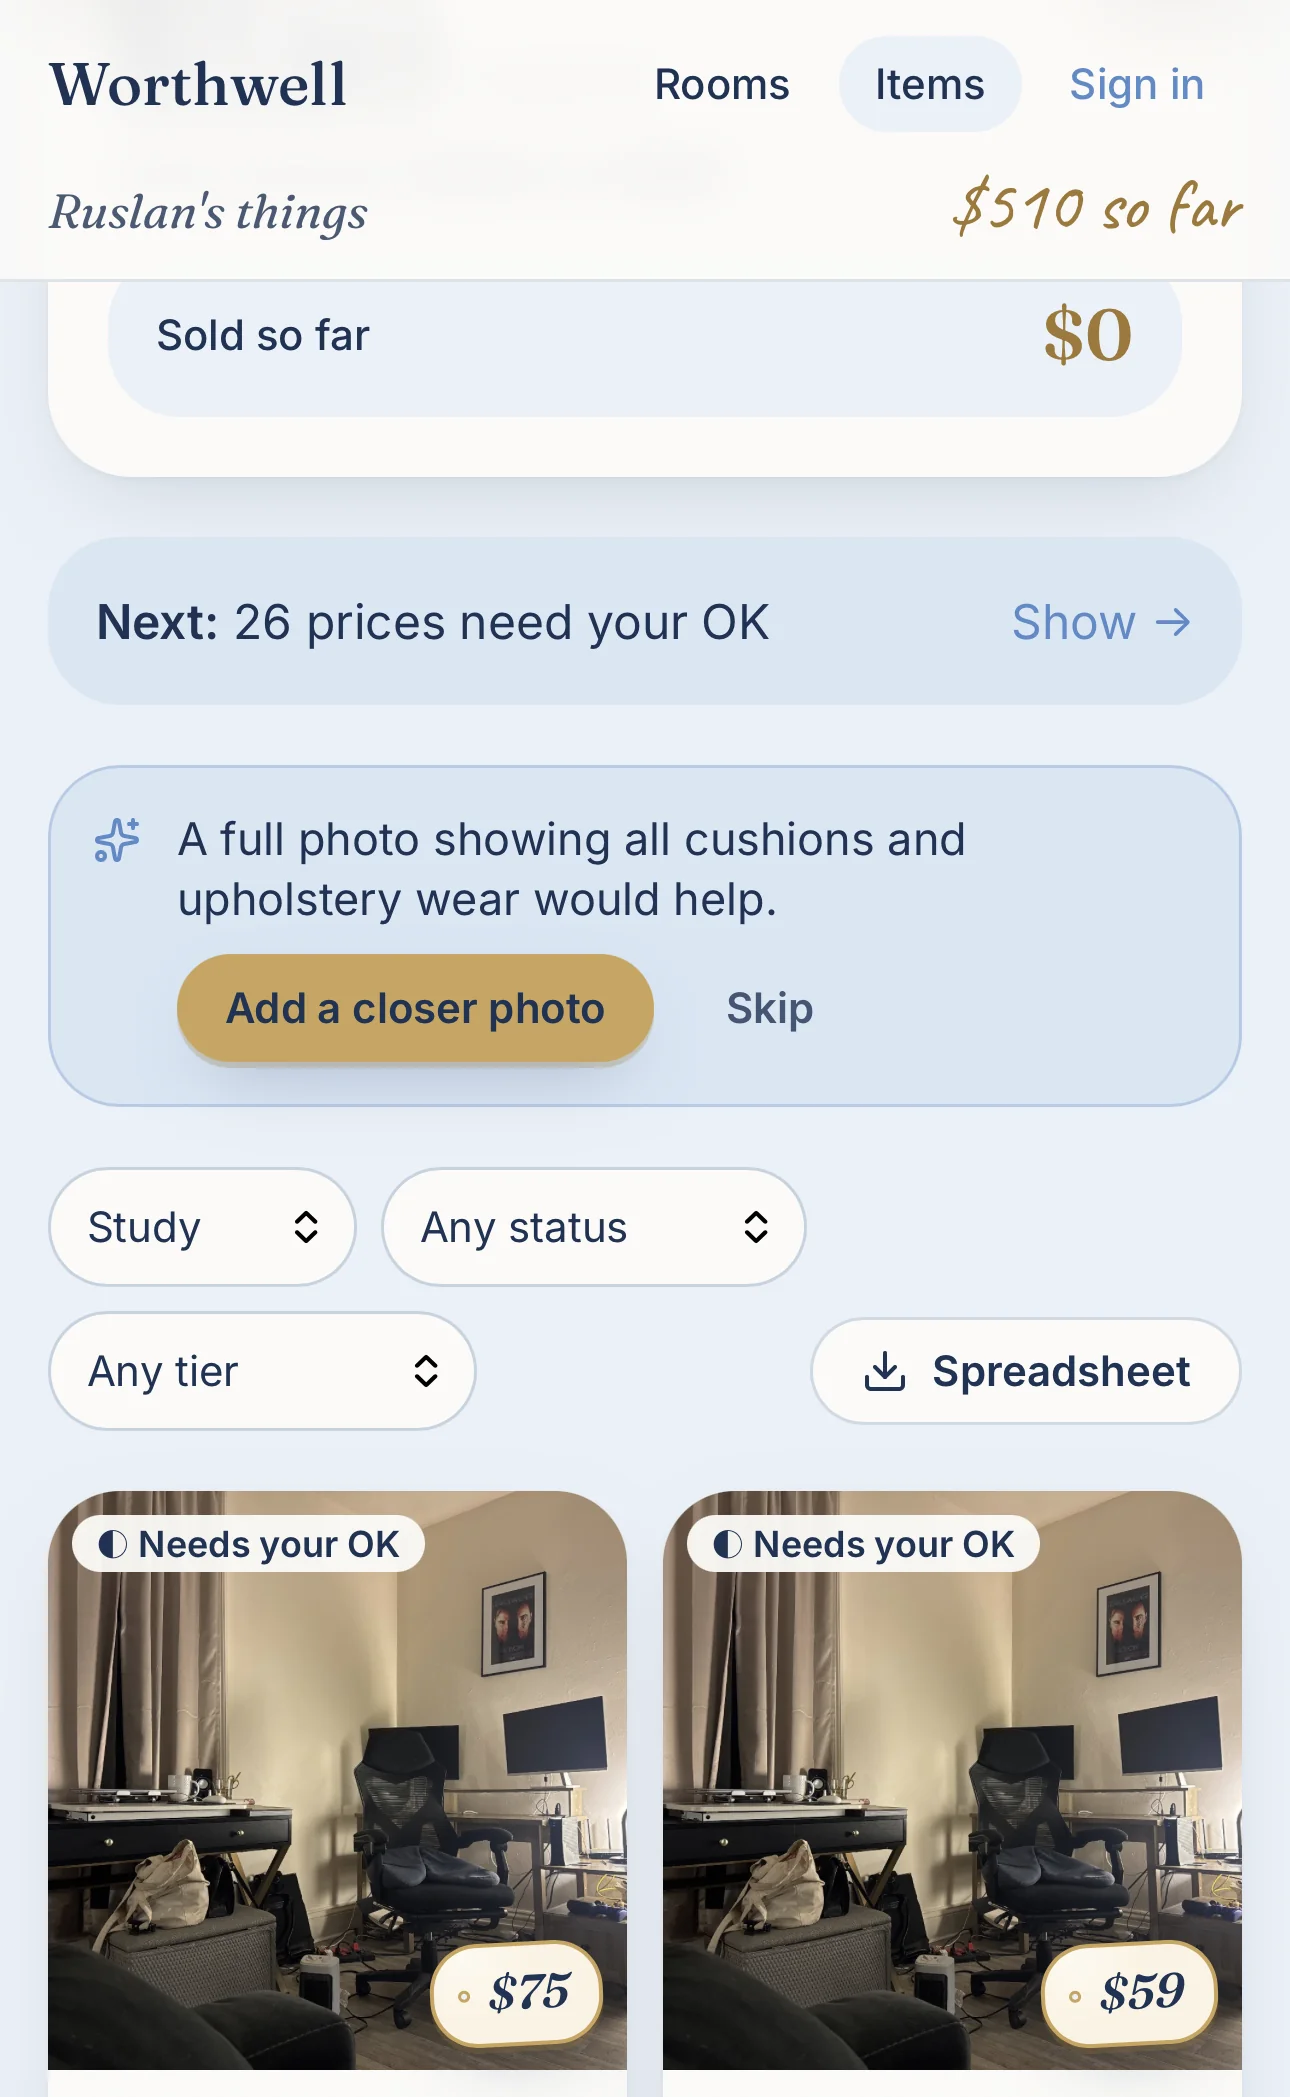 Worthwell
Rooms
Items
Sign in
Ruslan's things
$510 so far
Sold so far
$0
Next: 26 prices need your OK
Show →
A full photo showing all cushions and
upholstery wear would help.
Add a closer photo
Skip
Study
Any status
Any tier
Spreadsheet
Needs your OK
Needs your OK
$75
$59